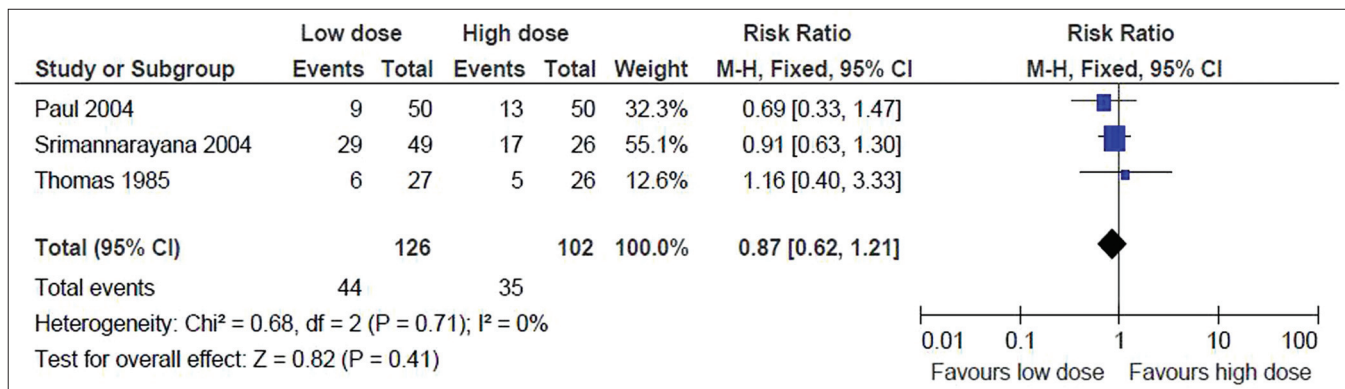 Low dose High dose Risk Ratio Risk Ratio
Study or Subgroup Events Total Events Total Weight M-H, Fixed, 95% CI M-H, Fixed, 95% CI
Paul 2004 9 50 13 50 32.3% 0.69 [0.33, 1.47]
Srimannarayana 2004 29 49 17 26 55.1% 0.91 [0.63, 1.30]
Thomas 1985 6 27 5 26 12.6% 1.16 [0.40, 3.33]
Total (95% CI) 126 102 100.0% 0.87 [0.62, 1.21]
Total events 44 35
Heterogeneity: Chi² = 0.68, df = 2 (P = 0.71); I² = 0%
Test for overall effect: Z = 0.82 (P = 0.41)
0.01 0.1 1 10 100
Favours low dose Favours high dose